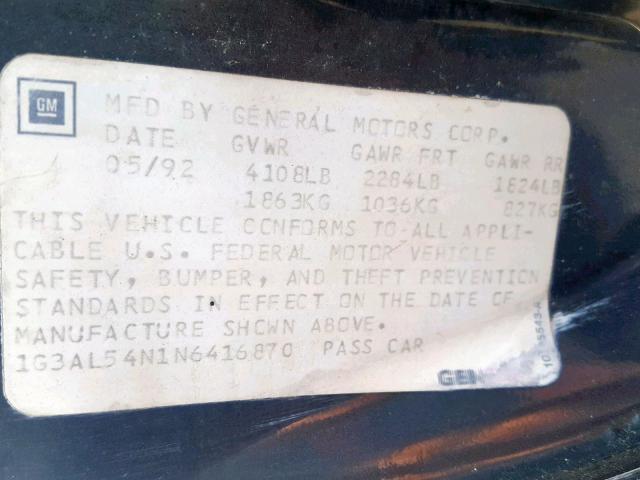 GM
MFD BY GENERAL MOTORS CORP.
DATE GVWR GAWR FRT GAWR RR
05/92 4108LB 2284LB 1824LB
1863KG 1036KG 827KG
THIS VEHICLE CONFORMS TO ALL APPLI-
CABLE U.S. FEDERAL MOTOR VEHICLE
SAFETY, BUMPER, AND THEFT PREVENTION
STANDARDS IN EFFECT ON THE DATE OF
MANUFACTURE SHOWN ABOVE.
1G3AL54N1N6416870 PASS CAR